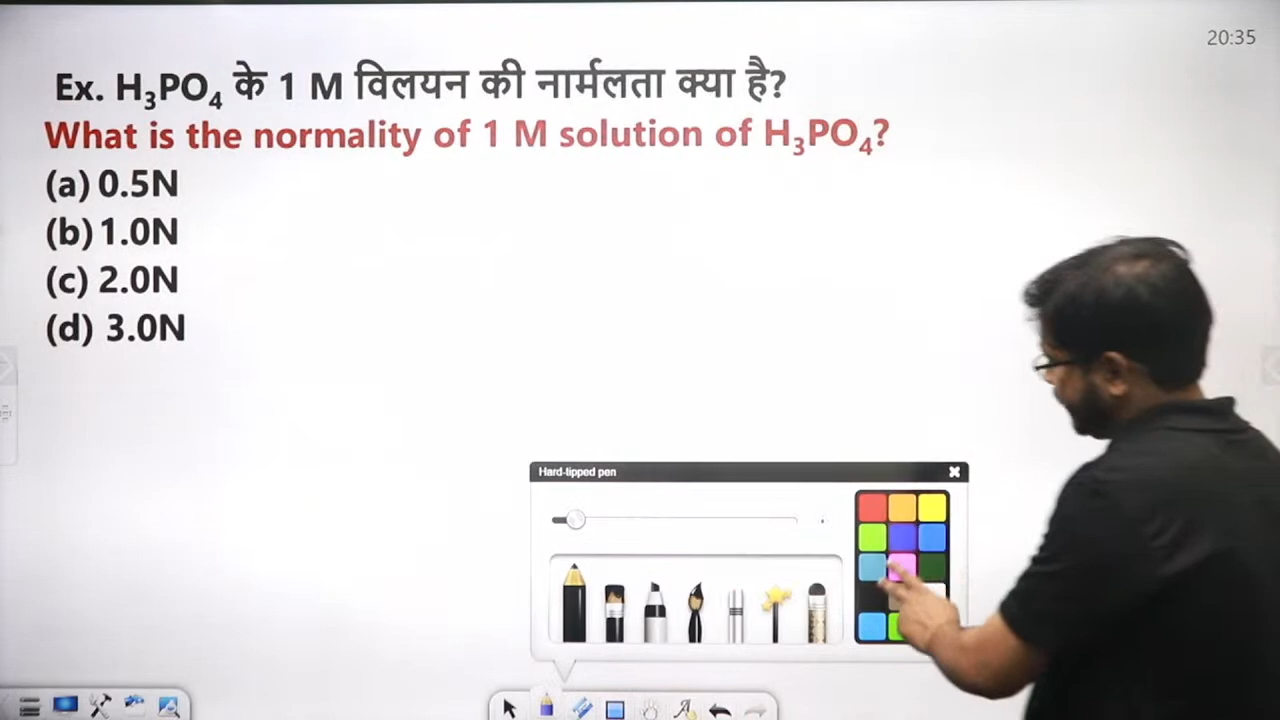 20:35
Ex. H₃PO₄ के 1 M विलयन की नार्मलता क्या है?
What is the normality of 1 M solution of H₃PO₄?
(a) 0.5N
(b) 1.0N
(c) 2.0N
(d) 3.0N
Hard-tipped pen